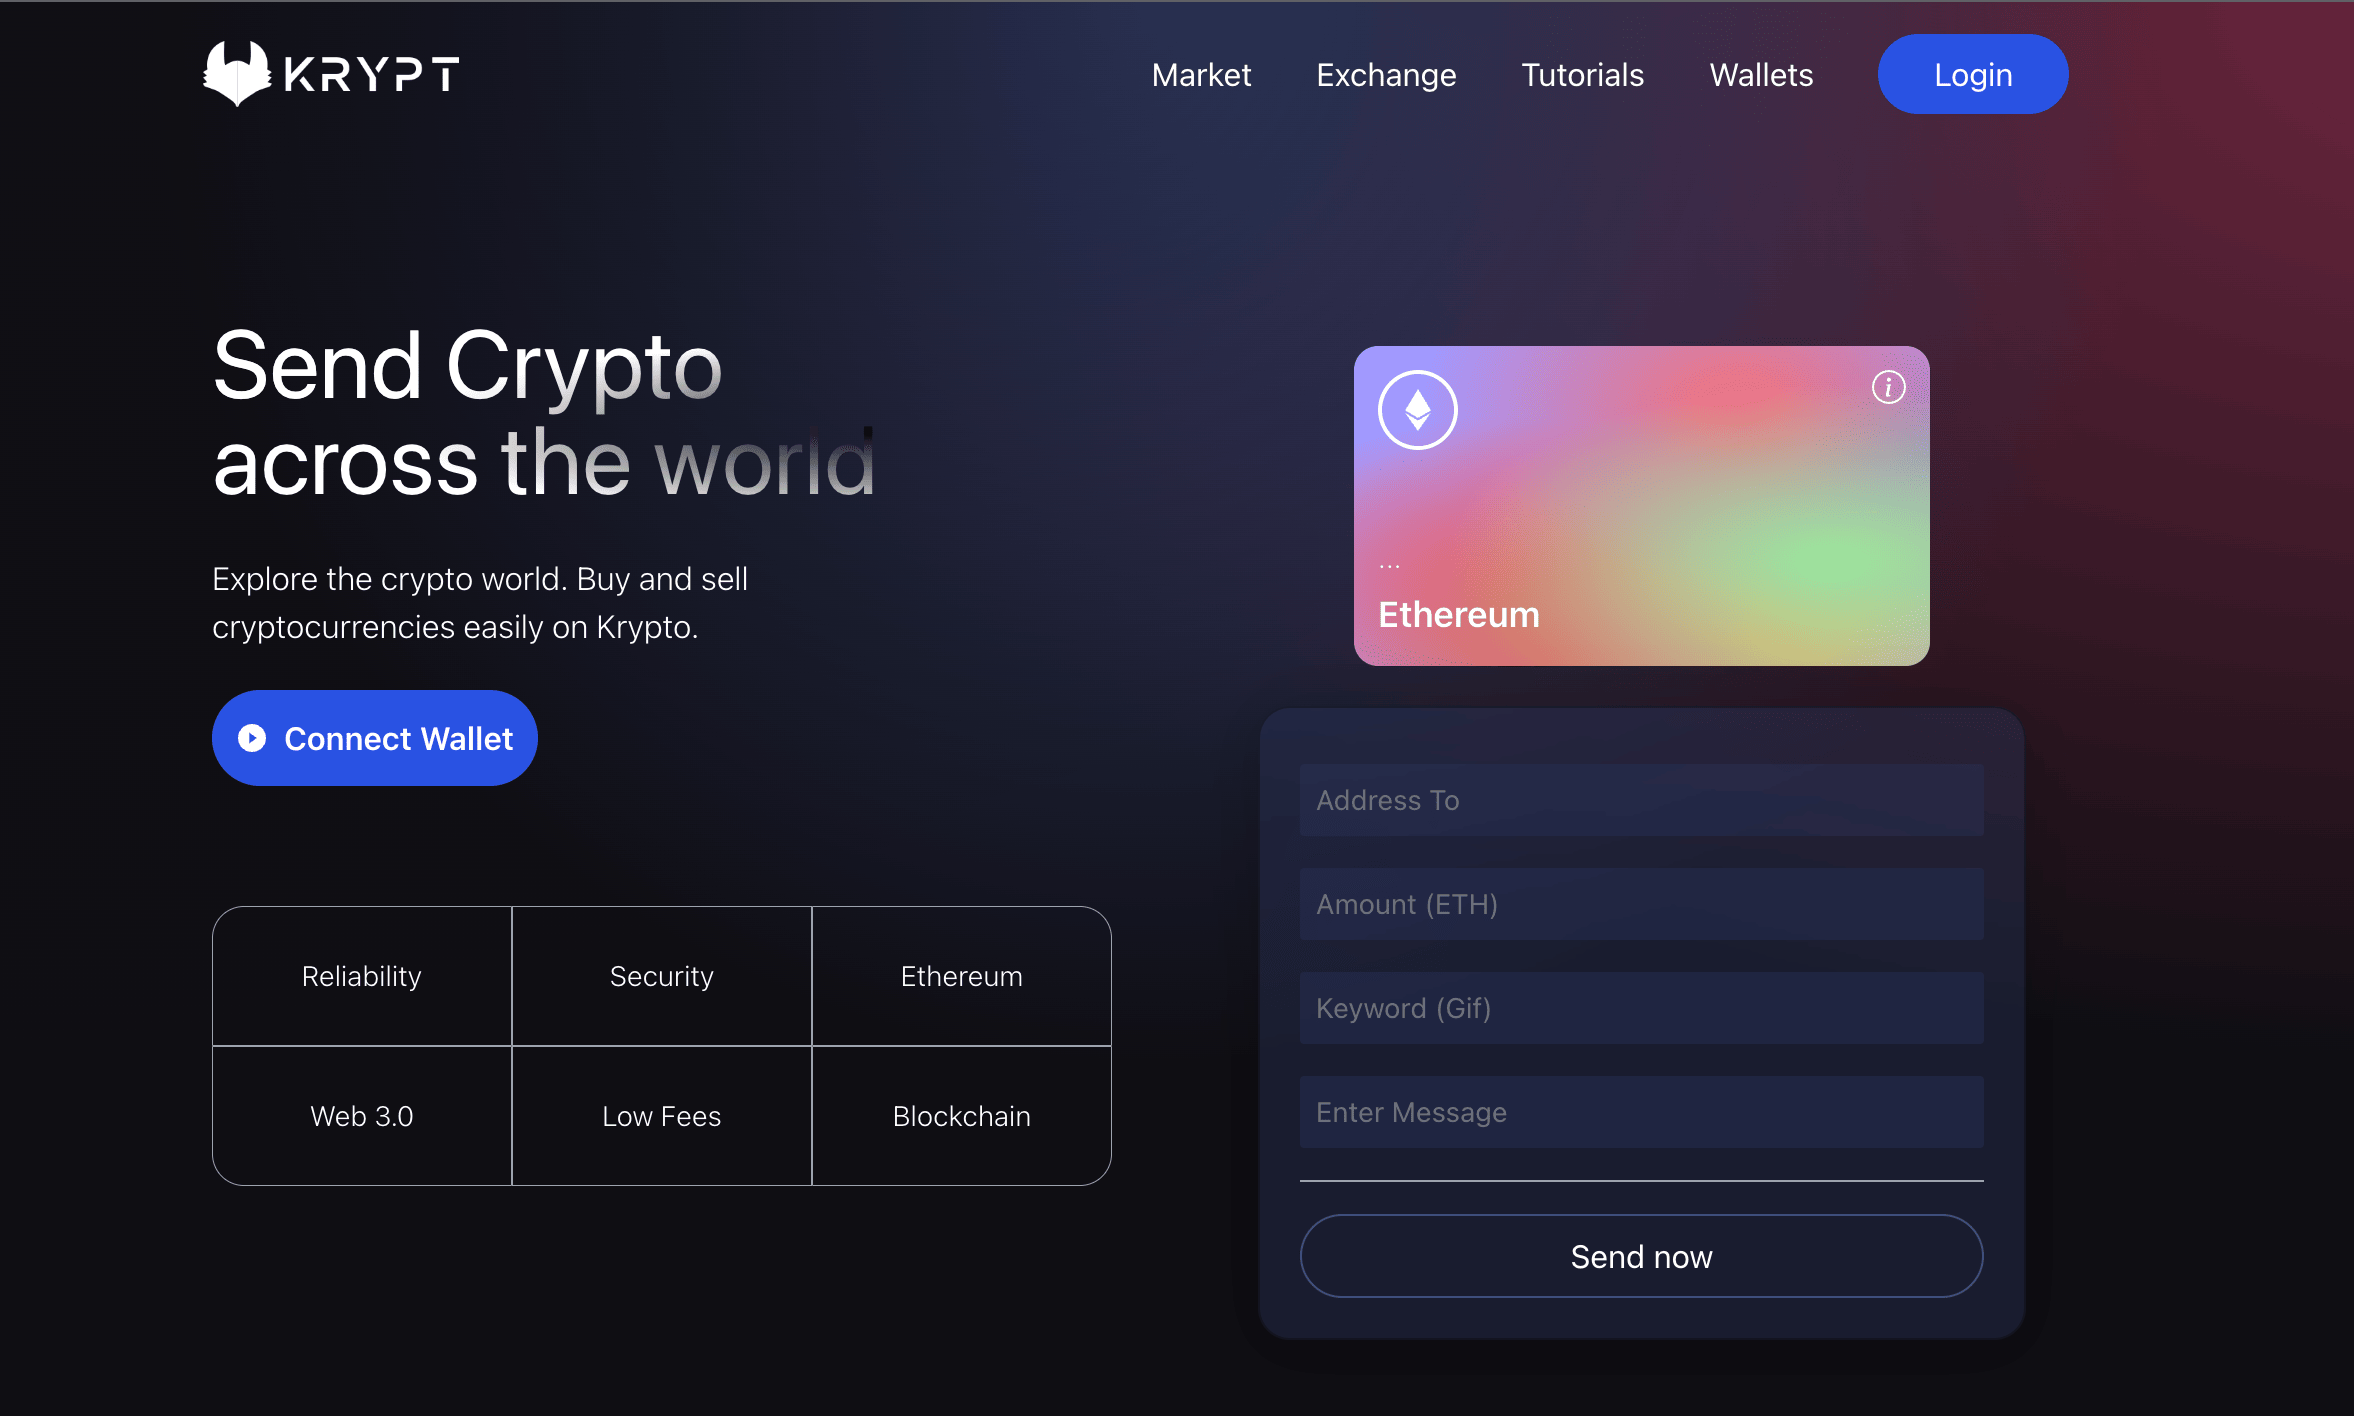 KRYPT
Market
Exchange
Tutorials
Wallets
Login
Send Crypto
across the world
Explore the crypto world. Buy and sell
cryptocurrencies easily on Krypto.
Connect Wallet
Reliability
Security
Ethereum
Web 3.0
Low Fees
Blockchain
i
...
Ethereum
Address To
Amount (ETH)
Keyword (Gif)
Enter Message
Send now